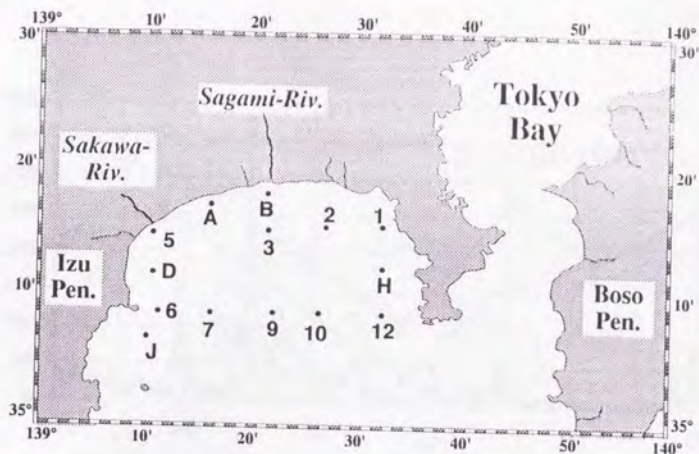 139° 10' 20' 30' 40' 50' 140°
30' 30'
Sagami-Riv.
Tokyo
Bay
Sakawa-
Riv.
20' 20'
A B 2 1
5 3
Izu
Pen.
D H
10' 10'
Boso
Pen.
6 7 9 10 12
J
35° 35°
139° 10' 20' 30' 40' 50' 140°